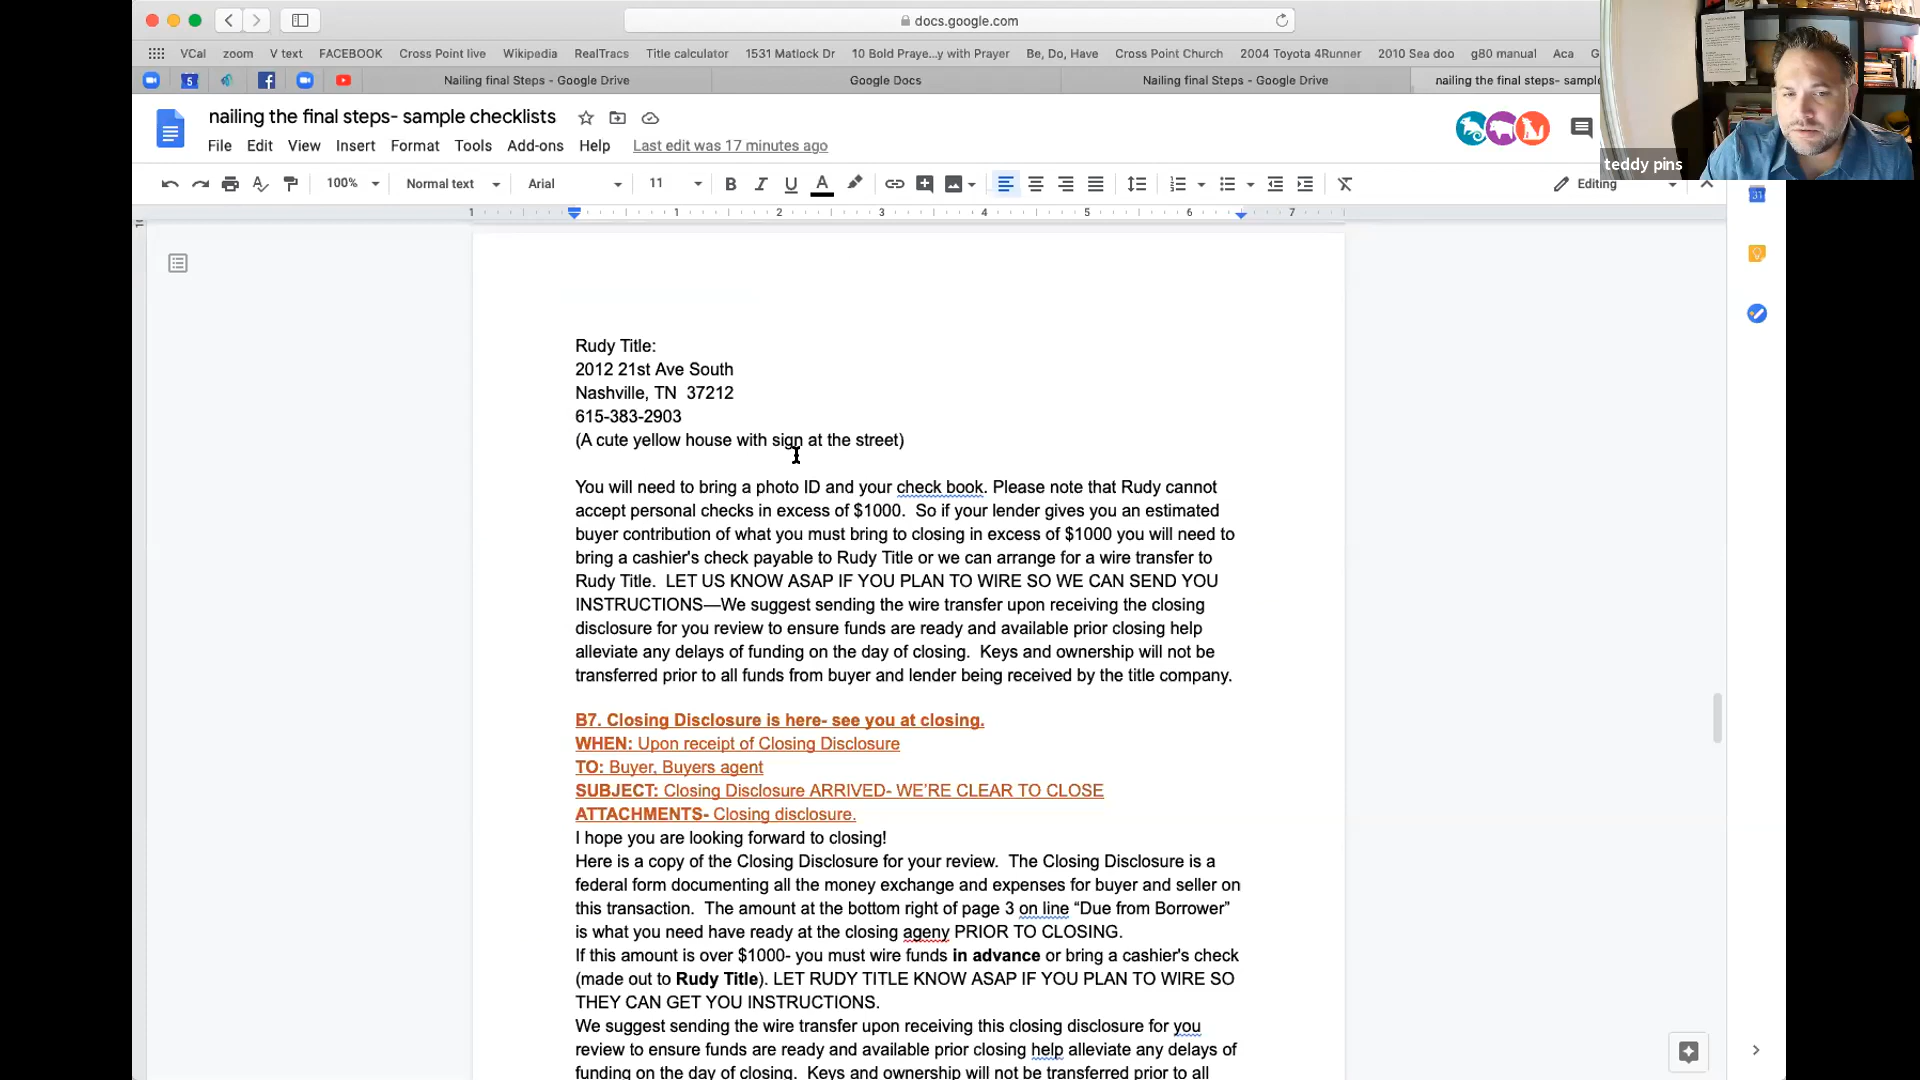 docs.google.com
VCal zoom V text FACEBOOK Cross Point live Wikipedia RealTracs Title calculator 1531 Matlock Dr 10 Bold Praye...y with Prayer Be, Do, Have Cross Point Church 2004 Toyota 4Runner 2010 Sea doo g80 manual Aca G
5 Nailing final Steps - Google Drive Google Docs Nailing final Steps - Google Drive nailing the final steps- sample
nailing the final steps- sample checklists
File Edit View Insert Format Tools Add-ons Help Last edit was 17 minutes ago
teddy pins
100% Normal text Arial 11 B I U A Editing
1 1 2 3 4 5 6 7
31
Rudy Title:
2012 21st Ave South
Nashville, TN  37212
615-383-2903
(A cute yellow house with sign at the street)
You will need to bring a photo ID and your check book. Please note that Rudy cannot
accept personal checks in excess of $1000.  So if your lender gives you an estimated
buyer contribution of what you must bring to closing in excess of $1000 you will need to
bring a cashier's check payable to Rudy Title or we can arrange for a wire transfer to
Rudy Title.  LET US KNOW ASAP IF YOU PLAN TO WIRE SO WE CAN SEND YOU
INSTRUCTIONS—We suggest sending the wire transfer upon receiving the closing
disclosure for you review to ensure funds are ready and available prior closing help
alleviate any delays of funding on the day of closing.  Keys and ownership will not be
transferred prior to all funds from buyer and lender being received by the title company.
B7. Closing Disclosure is here- see you at closing.
WHEN: Upon receipt of Closing Disclosure
TO: Buyer, Buyers agent
SUBJECT: Closing Disclosure ARRIVED- WE'RE CLEAR TO CLOSE
ATTACHMENTS- Closing disclosure.
I hope you are looking forward to closing!
Here is a copy of the Closing Disclosure for your review.  The Closing Disclosure is a
federal form documenting all the money exchange and expenses for buyer and seller on
this transaction.  The amount at the bottom right of page 3 on line “Due from Borrower”
is what you need have ready at the closing ageny PRIOR TO CLOSING.
If this amount is over $1000- you must wire funds in advance or bring a cashier's check
(made out to Rudy Title). LET RUDY TITLE KNOW ASAP IF YOU PLAN TO WIRE SO
THEY CAN GET YOU INSTRUCTIONS.
We suggest sending the wire transfer upon receiving this closing disclosure for you
review to ensure funds are ready and available prior closing help alleviate any delays of
funding on the day of closing.  Keys and ownership will not be transferred prior to all